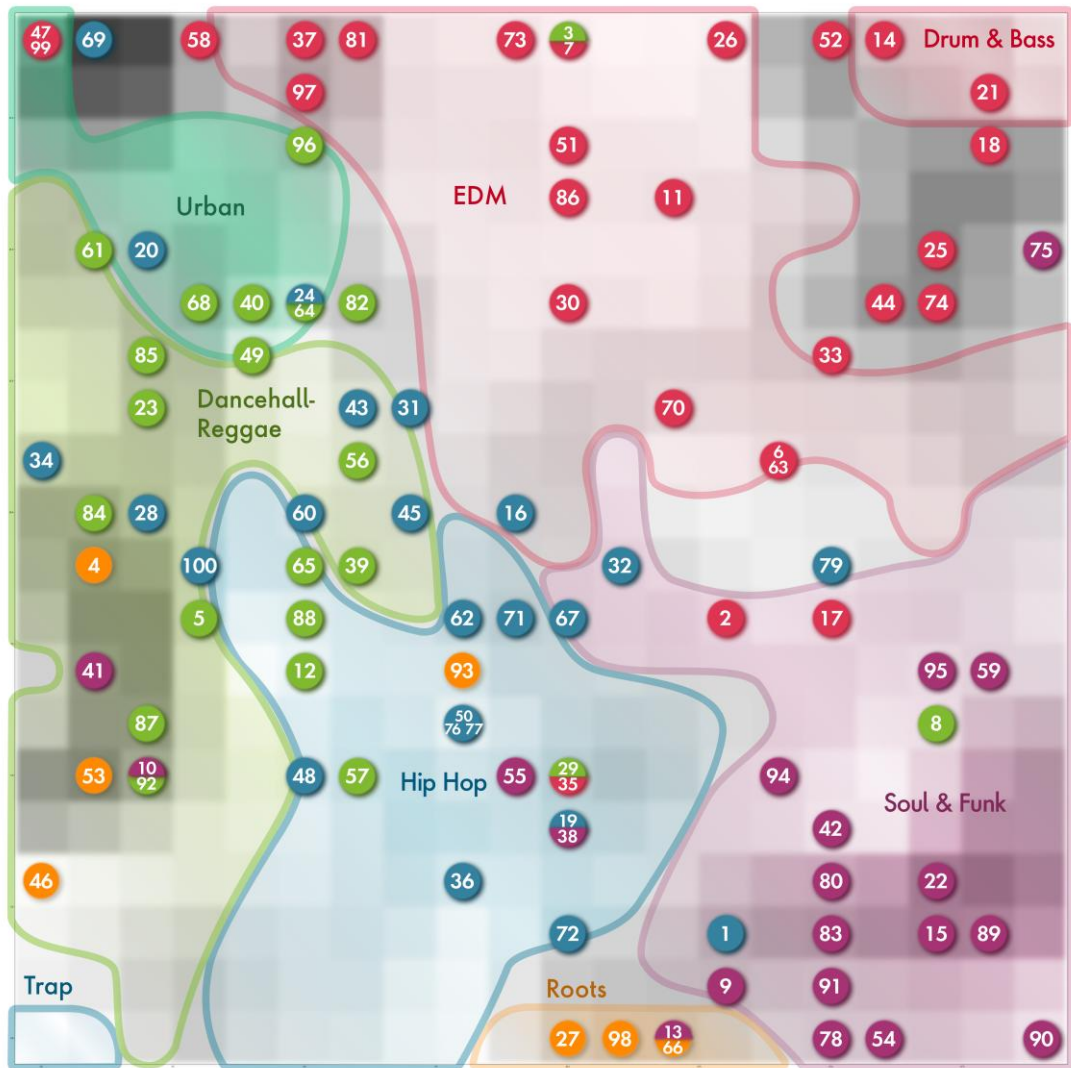 47 69 58 37 81 73 3 26 52 14 Drum & Bass
99 7
97 21
96 51 18
Urban EDM 86 11
61 20 25 75
68 40 24 82 30 44 74
64
85 49 33
23 Dancehall- 43 31 70
Reggae
34 56 6
63
84 28 60 45 16
4 100 65 39 32 79
5 88 62 71 67 2 17
41 12 93 95 59
87 50 8
76 77
53 10 48 57 Hip Hop 55 29 94
92 35
19 42 Soul & Funk
38
46 36 80 22
72 1 83 15 89
Trap Roots 9 91
27 98 13 78 54 90
66